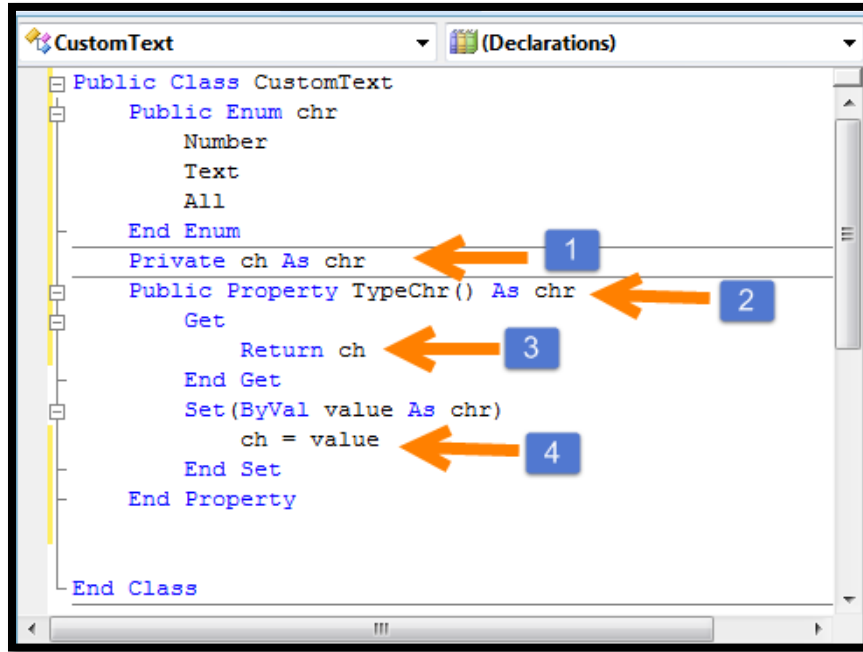 CustomText (Declarations)
Public Class CustomText
Public Enum chr
Number
Text
All
End Enum
Private ch As chr 1
Public Property TypeChr() As chr 2
Get
Return ch 3
End Get
Set(ByVal value As chr)
ch = value 4
End Set
End Property
End Class